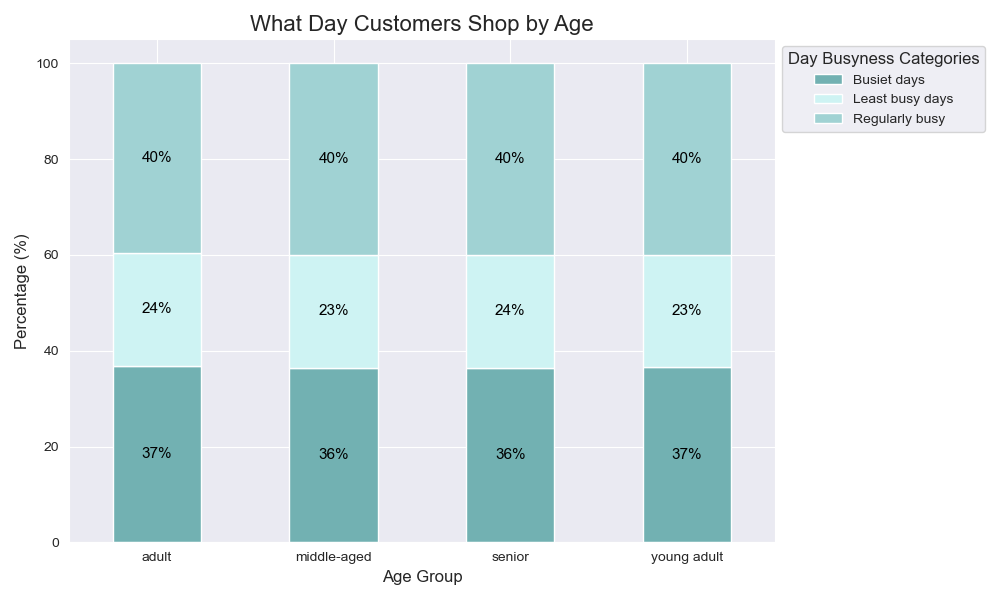 What Day Customers Shop by Age
Day Busyness Categories
Busiet days
Least busy days
Regularly busy
Percentage (%)
100
80
60
40
20
0
40%
40%
40%
40%
24%
23%
24%
23%
37%
36%
36%
37%
adult
middle-aged
senior
young adult
Age Group